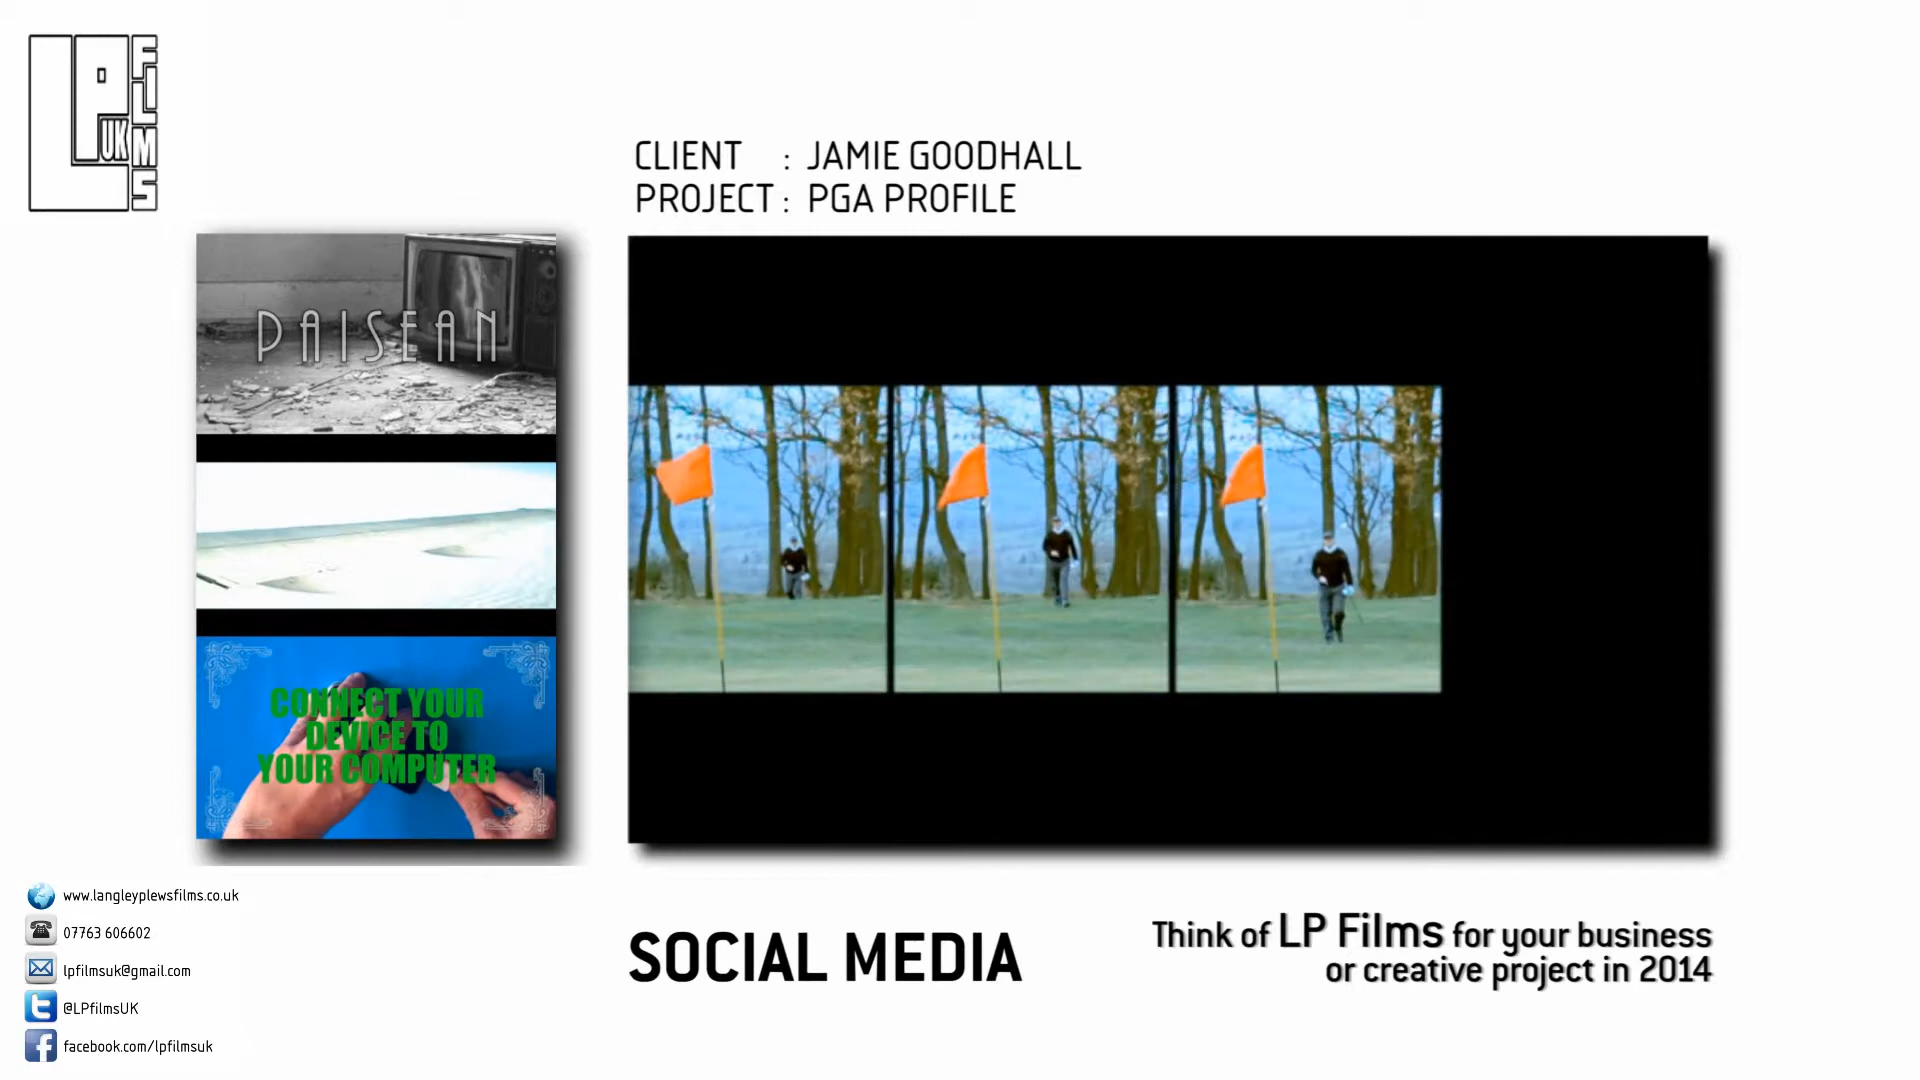 LP UK FILMS
CLIENT : JAMIE GOODHALL
PROJECT : PGA PROFILE
PAISEAN
CONNECT YOUR
DEVICE TO
YOUR COMPUTER
www.langleyplewsfilms.co.uk
07763 606602
lpfilmsuk@gmail.com
@LPfilmsUK
facebook.com/lpfilmsuk
SOCIAL MEDIA
Think of LP Films for your business
or creative project in 2014